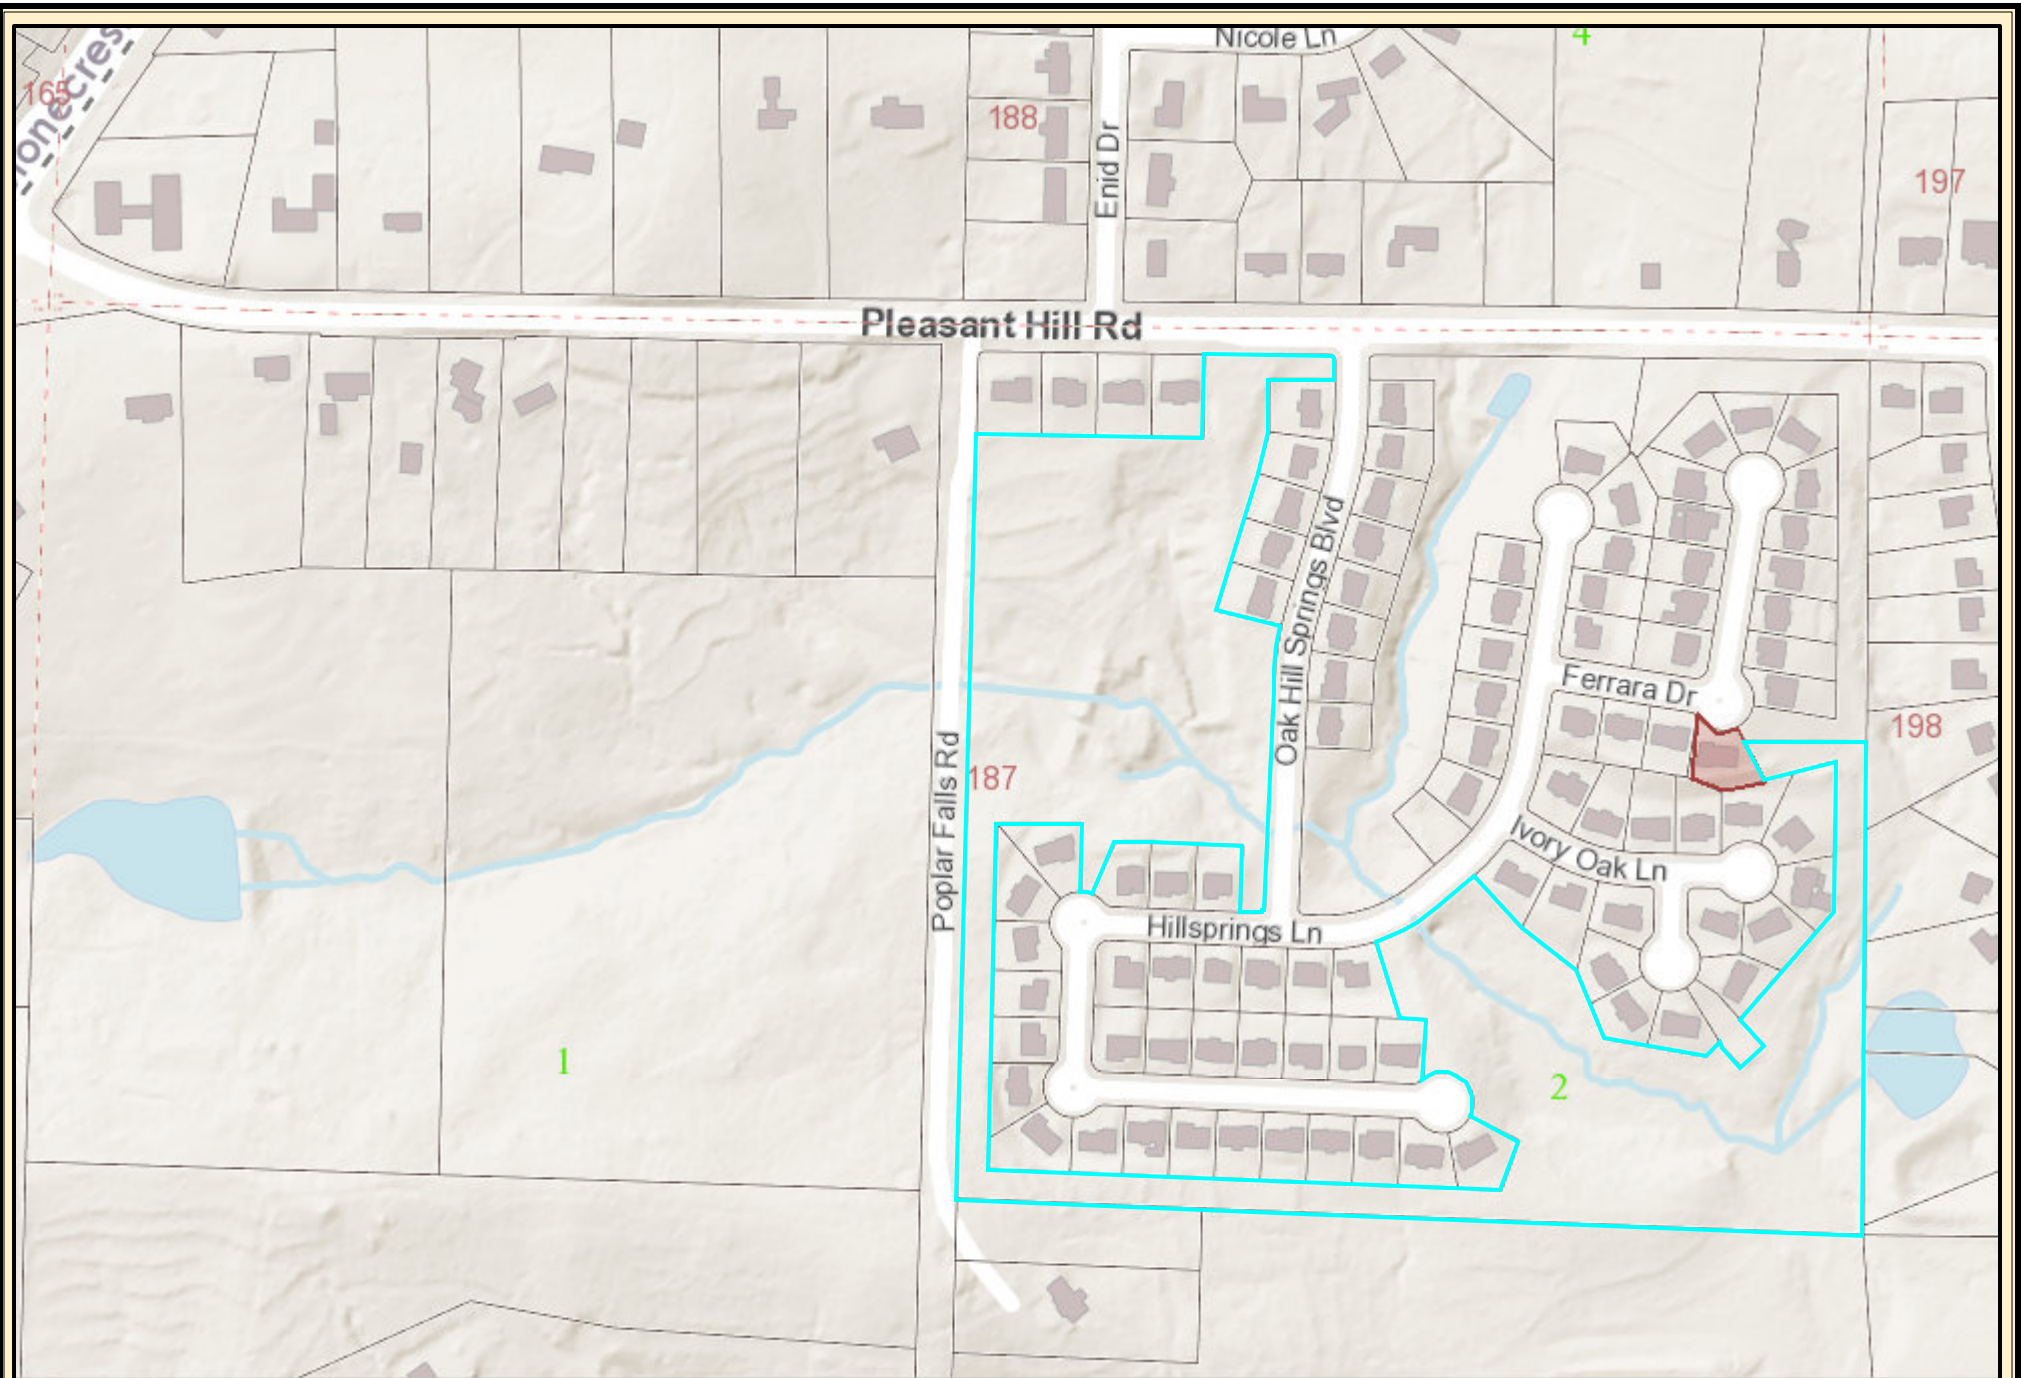 Nicole Ln
4
165
188
Enid Dr
197
Pleasant Hill Rd
Oak Hill Springs Blvd
Ferrara Dr
198
Poplar Falls Rd
187
Ivory Oak Ln
Hillsprings Ln
1
2